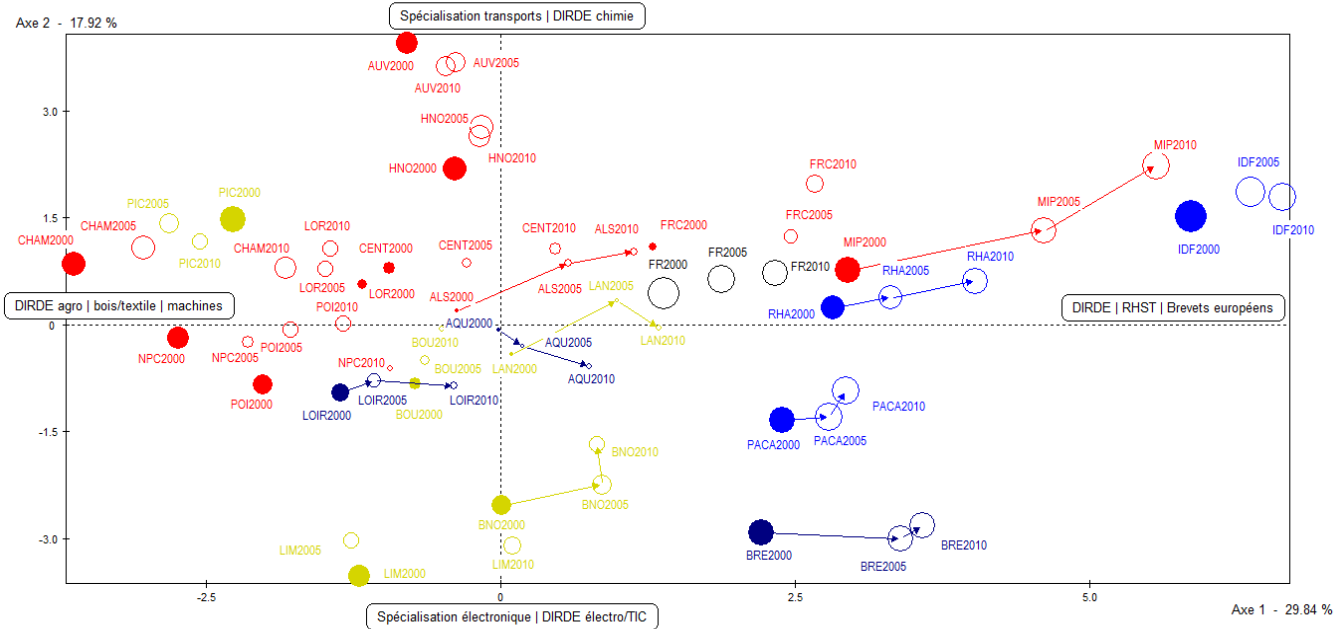 Axe 2 - 17.92 %
Spécialisation transports | DIRDE chimie
AUV2000
AUV2005
AUV2010
3.0
HNO2005
HNO2010
HNO2000
MIP2010
IDF2005
FRC2010
PIC2005
PIC2000
1.5
CHAM2005
LOR2010
CENT2010
ALS2010
FRC2000
FRC2005
MIP2005
IDF2010
CHAM2000
PIC2010
CHAM2010
CENT2000
CENT2005
FR2005
IDF2000
FR2000
FR2010
MIP2000
RHA2005
RHA2010
LOR2005
LOR2000
ALS2005
LAN2005
ALS2000
DIRDE agro | bois/textile | machines
POI2010
RHA2000
DIRDE | RHST | Brevets européens
0
AQU2000
BOU2010
AQU2005
LAN2010
NPC2000
NPC2005
POI2005
NPC2010
BOU2005
LAN2000
AQU2010
POI2000
LOIR2000
LOIR2005
LOIR2010
BOU2000
PACA2010
-1.5
PACA2000
PACA2005
BNO2010
BNO2005
BNO2000
-3.0
LIM2005
LIM2010
BRE2000
BRE2005
BRE2010
LIM2000
-2.5
0
2.5
5.0
Spécialisation électronique | DIRDE électro/TIC
Axe 1 - 29.84 %